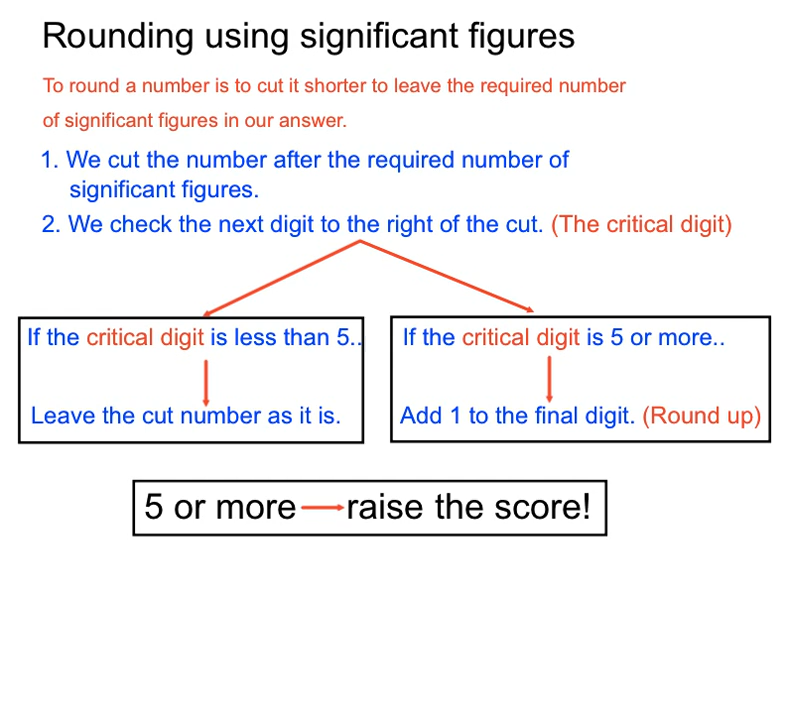 Rounding using significant figures
To round a number is to cut it shorter to leave the required number
of significant figures in our answer.
1. We cut the number after the required number of
significant figures.
2. We check the next digit to the right of the cut. (The critical digit)
If the critical digit is less than 5..
Leave the cut number as it is.
If the critical digit is 5 or more..
Add 1 to the final digit. (Round up)
5 or more raise the score!